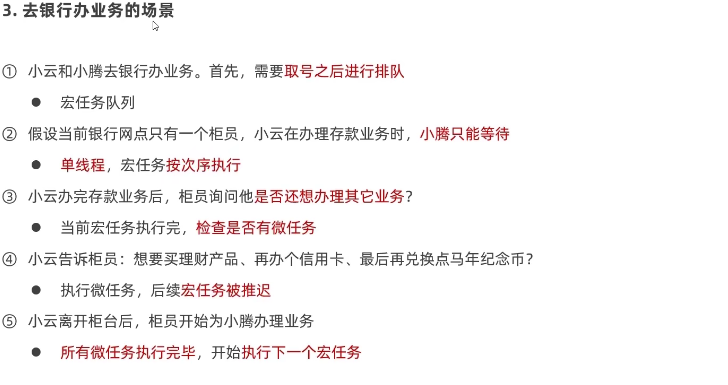 3. 去银行办业务的场景
① 小云和小腾去银行办业务。首先，需要取号之后进行排队
● 宏任务队列
② 假设当前银行网点只有一个柜员，小云在办理存款业务时，小腾只能等待
● 单线程，宏任务按次序执行
③ 小云办完存款业务后，柜员询问他是否还想办理其它业务？
● 当前宏任务执行完，检查是否有微任务
④ 小云告诉柜员：想要买理财产品、再办个信用卡、最后再兑换点马年纪念币？
● 执行微任务，后续宏任务被推迟
⑤ 小云离开柜台后，柜员开始为小腾办理业务
● 所有微任务执行完毕，开始执行下一个宏任务